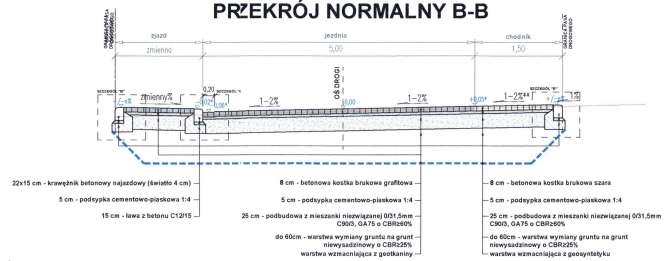 PRZEKRÓJ NORMALNY B-B
zjazd
jezdnia
chodnik
zmienno
5,00
1,50
OŚ DROGI
SZCZEGÓŁ "B"
zmienny%
0,20
1-2%
±0,00
1-2%
+0,05*
1-2%**
22x15 cm - krawężnik betonowy najazdowy (światło 4 cm)
5 cm - podsypka cementowo-piaskowa 1:4
15 cm - ława z betonu C12/15
8 cm - betonowa kostka brukowa grafitowa
5 cm - podsypka cementowo-piaskowa 1:4
25 cm - podbudowa z mieszanki niezwiązanej 0/31,5mm
C90/3, GA75 o CBR≥60%
do 60cm - warstwa wymiany gruntu na grunt
niewysadzinowy o CBR≥25%
warstwa wzmacniająca z geotkaniny
8 cm - betonowa kostka brukowa szara
5 cm - podsypka cementowo-piaskowa 1:4
25 cm - podbudowa z mieszanki niezwiązanej 0/31,5mm
C90/3, GA75 o CBR≥60%
do 60cm - warstwa wymiany gruntu na grunt
niewysadzinowy o CBR≥25%
warstwa wzmacniająca z geosyntetyku